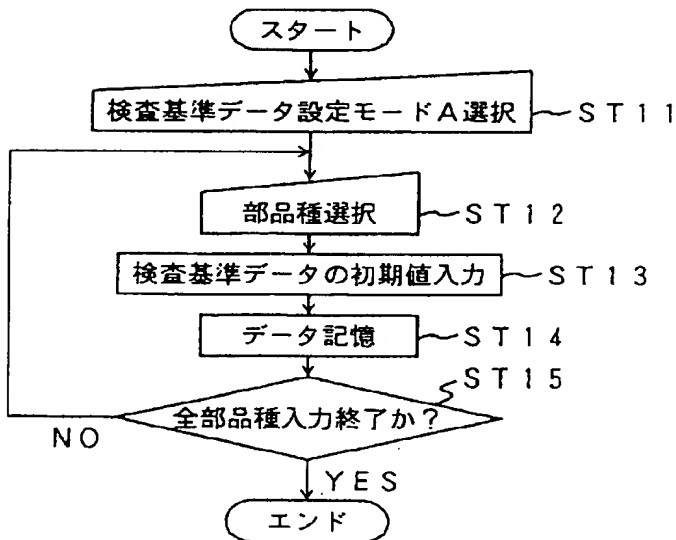 スタート
検査基準データ設定モードA選択 ST11
部品種選択 ST12
検査基準データの初期値入力 ST13
データ記憶 ST14
ST15
全部品種入力終了か?
NO
YES
エンド